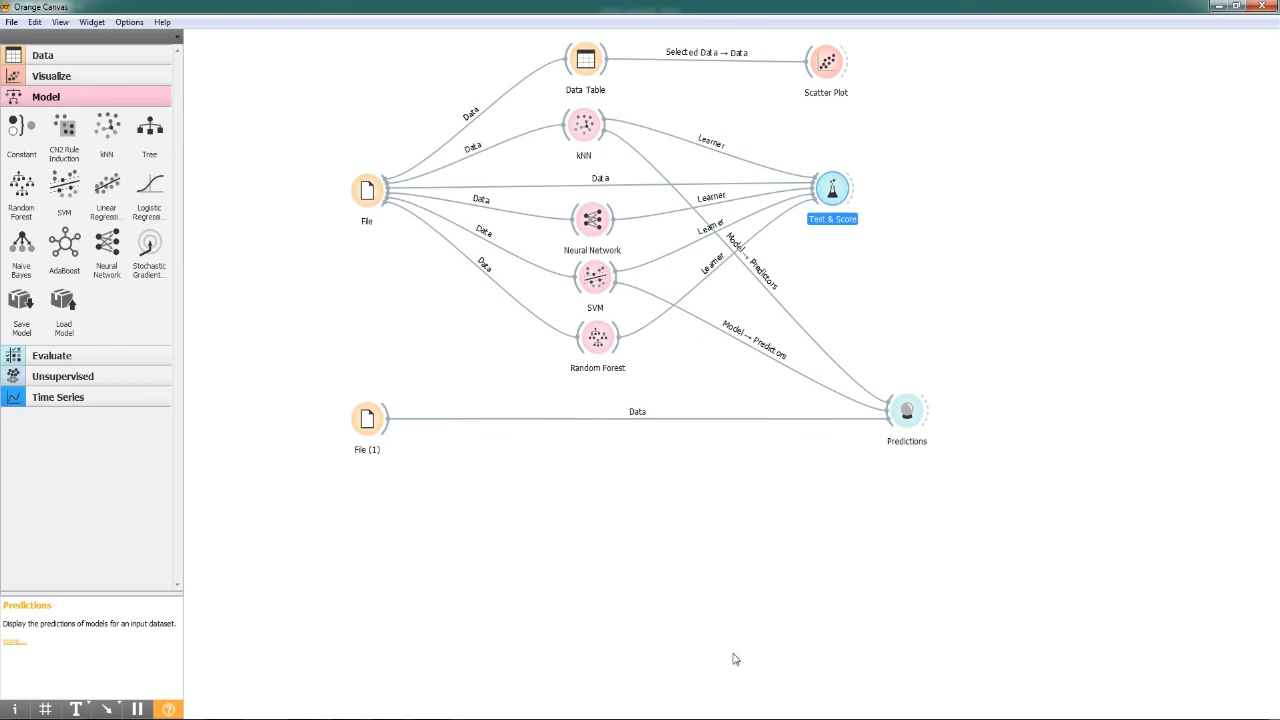 Orange Canvas
File Edit View Widget Options Help
Data
Visualize
Model
Constant
CN2 Rule
Induction
kNN
Tree
Random
Forest
SVM
Regressi...
Logistic
Regressi...
Naive
Bayes
AdaBoost
Neural
Network
Stochastic
Gradient...
Save
Model
Load
Model
Evaluate
Unsupervised
Time Series
Predictions
Display the predictions of models for an input dataset.
more...
i
T
?
Data Table
Selected Data → Data
Scatter Plot
Data
Data
kNN
Learner
Data
File
Test & Score
Data
Neural Network
Learner
Data
SVM
Learner
Model → Predictors
Data
Random Forest
Learner
Model → Predictors
File (1)
Data
Predictions